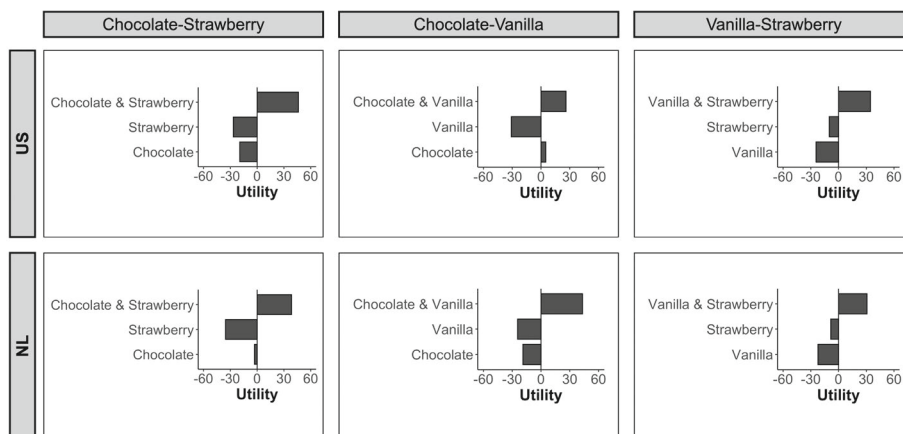 Chocolate-Strawberry
Chocolate-Vanilla
Vanilla-Strawberry
US
Chocolate & Strawberry
Strawberry
Chocolate
-60 -30 0 30 60
Utility
Chocolate & Vanilla
Vanilla
Chocolate
-60 -30 0 30 60
Utility
Vanilla & Strawberry
Strawberry
Vanilla
-60 -30 0 30 60
Utility
NL
Chocolate & Strawberry
Strawberry
Chocolate
-60 -30 0 30 60
Utility
Chocolate & Vanilla
Vanilla
Chocolate
-60 -30 0 30 60
Utility
Vanilla & Strawberry
Strawberry
Vanilla
-60 -30 0 30 60
Utility